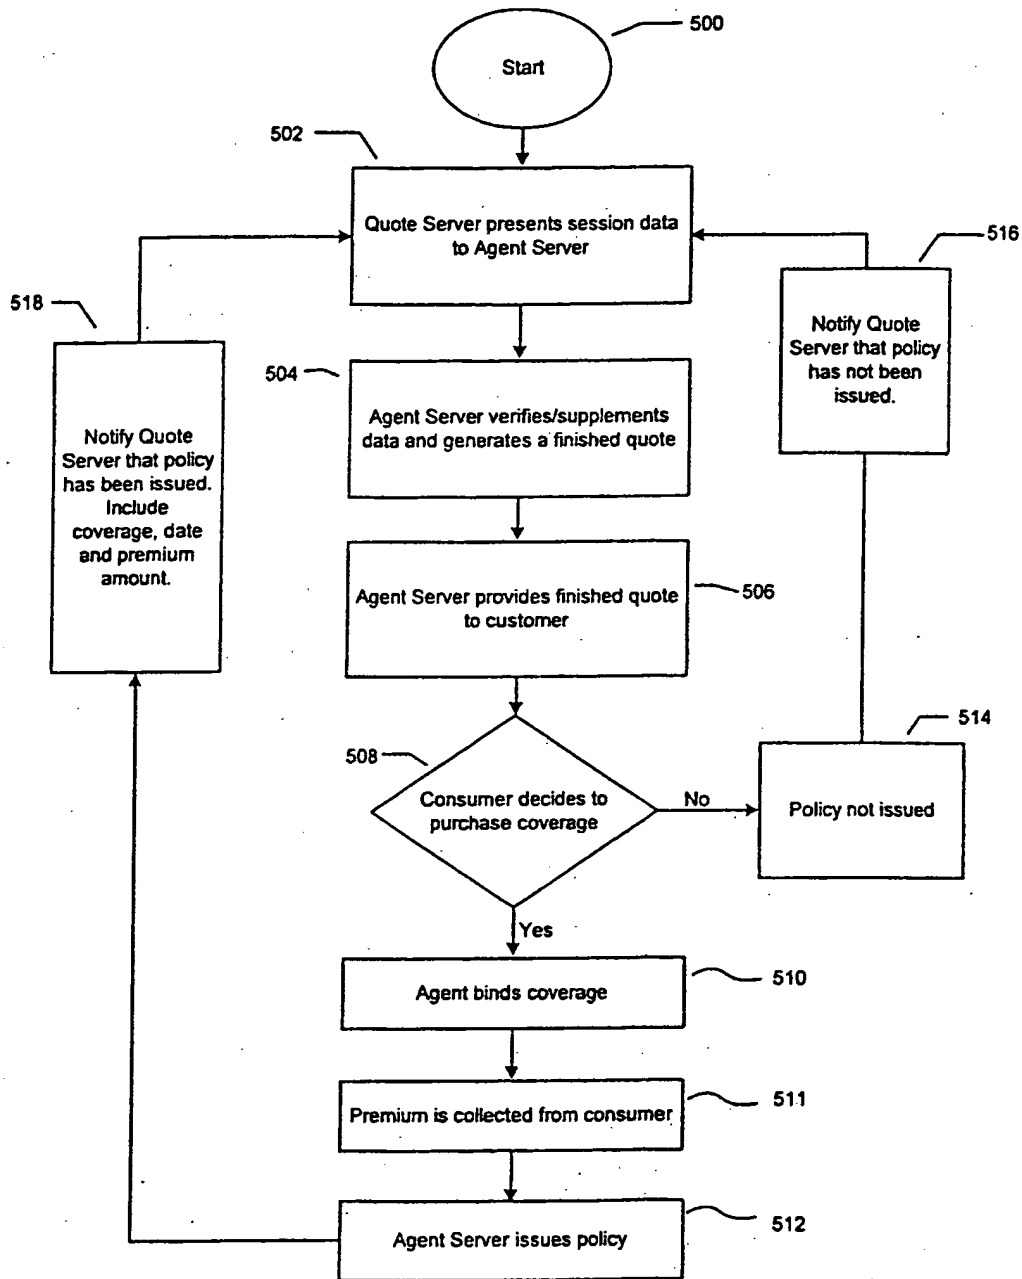 500
Start
502
Quote Server presents session data
to Agent Server
516
518
Notify Quote
Server that policy
has not been
issued.
504
Agent Server verifies/supplements
data and generates a finished quote
Notify Quote
Server that policy
has been issued.
Include
coverage, date
and premium
amount.
506
Agent Server provides finished quote
to customer
514
508
Consumer decides to
purchase coverage
No
Policy not issued
Yes
510
Agent binds coverage
511
Premium is collected from consumer
512
Agent Server issues policy